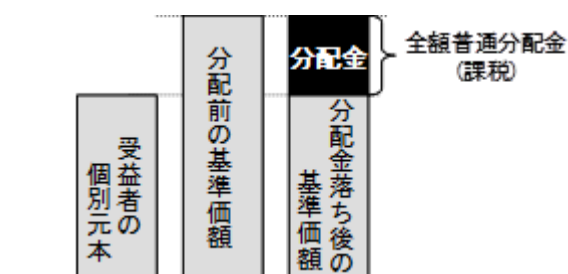 受益者の
個別元本
分配前の基準価額
分配金
分配金落ち後の
基準価額
全額普通分配金
(課税)